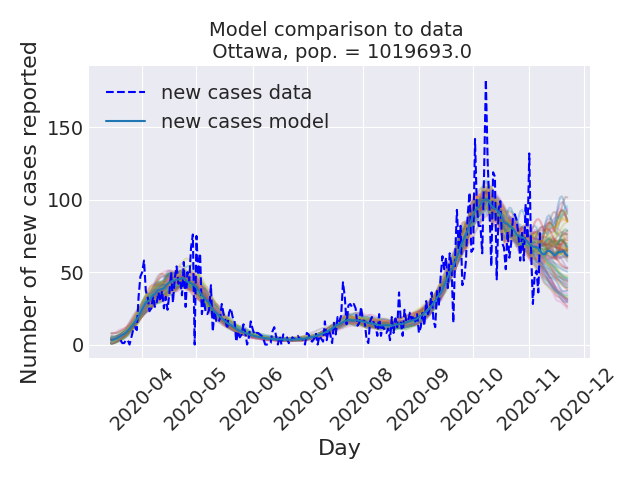 Model comparison to data
Ottawa, pop. = 1019693.0
new cases data
new cases model
Number of new cases reported
150
100
50
0
2020-04
2020-05
2020-06
2020-07
2020-08
2020-09
2020-10
2020-11
2020-12
Day